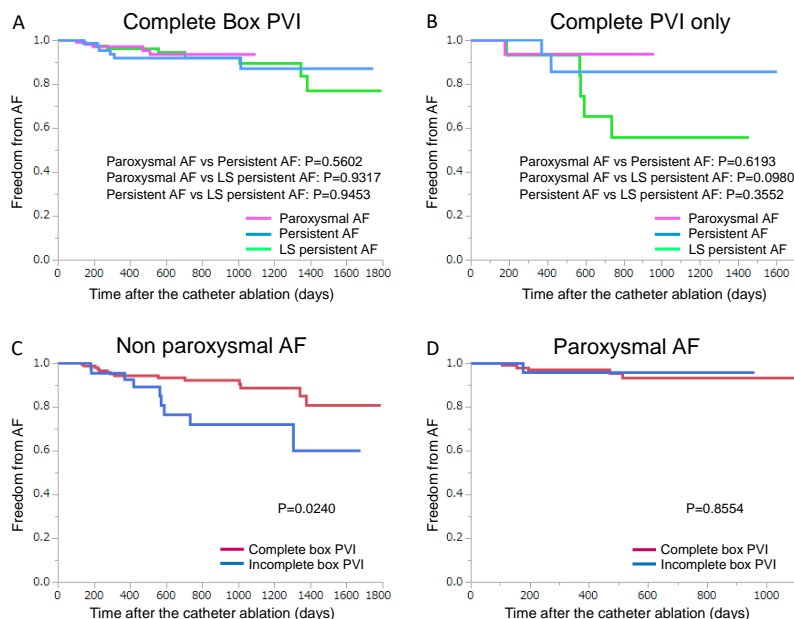 A
Complete Box PVI
1.0
0.8
0.6
0.4
0.2
0.0
Freedom from AF
Paroxysmal AF vs Persistent AF: P=0.5602
Paroxysmal AF vs LS persistent AF: P=0.9317
Persistent AF vs LS persistent AF: P=0.9453
Paroxysmal AF
Persistent AF
LS persistent AF
0 200 400 600 800 1000 1200 1400 1600 1800
Time after the catheter ablation (days)
B
Complete PVI only
1.0
0.8
0.6
0.4
0.2
0.0
Freedom from AF
Paroxysmal AF vs Persistent AF: P=0.6193
Paroxysmal AF vs LS persistent AF: P=0.0980
Persistent AF vs LS persistent AF: P=0.3552
Paroxysmal AF
Persistent AF
LS persistent AF
0 200 400 600 800 1000 1200 1400 1600
Time after the catheter ablation (days)
C
Non paroxysmal AF
1.0
0.8
0.6
0.4
0.2
0.0
Freedom from AF
P=0.0240
Complete box PVI
Incomplete box PVI
0 200 400 600 800 1000 1200 1400 1600 1800
Time after the catheter ablation (days)
D
Paroxysmal AF
1.0
0.8
0.6
0.4
0.2
0.0
Freedom from AF
P=0.8554
Complete box PVI
Incomplete box PVI
0 200 400 600 800 1000
Time after the catheter ablation (days)